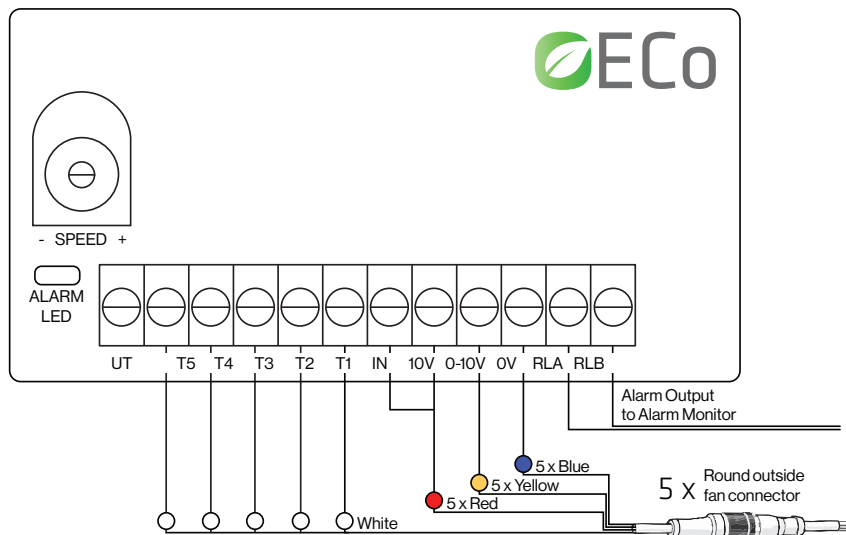 ECo
- SPEED +
ALARM
LED
UT T5 T4 T3 T2 T1 IN 10V 0-10V 0V RLA RLB
Alarm Output
to Alarm Monitor
5 x Blue
5 x Yellow
5 x Red
White
5 x Round outside
fan connector